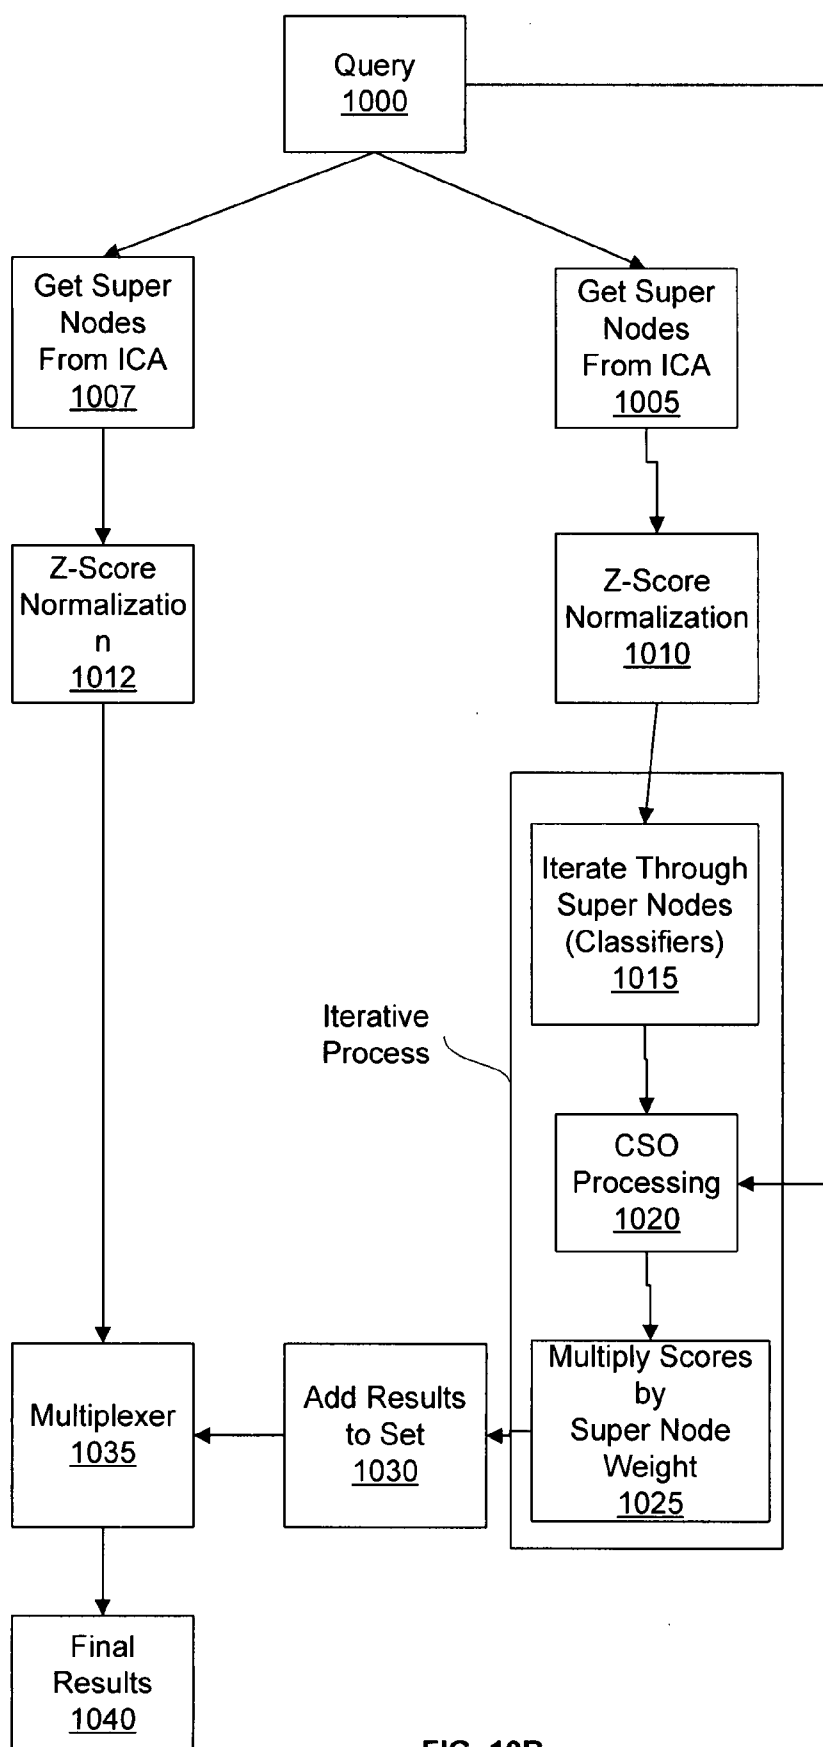 Query
1000
Get Super
Nodes
From ICA
1007
Get Super
Nodes
From ICA
1005
Z-Score
Normalizatio
n
1012
Z-Score
Normalization
1010
Iterate Through
Super Nodes
(Classifiers)
1015
Iterative
Process
CSO
Processing
1020
Multiply Scores
by
Super Node
Weight
1025
Add Results
to Set
1030
Multiplexer
1035
Final
Results
1040
FIG. 10B